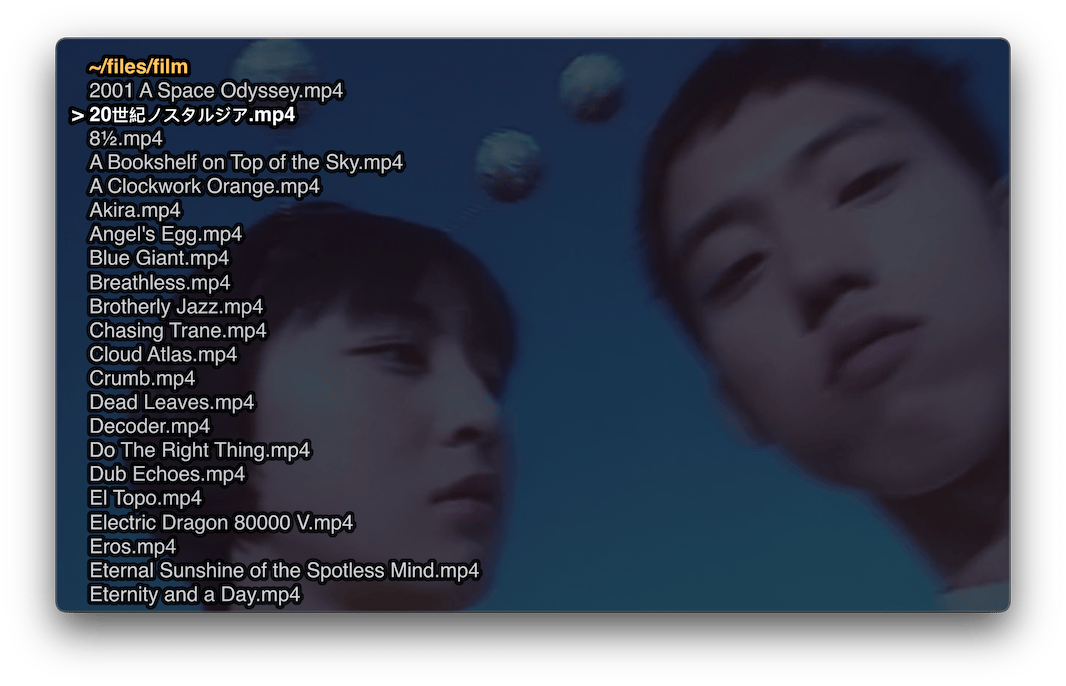 ~/files/film
2001 A Space Odyssey.mp4
> 20世紀ノスタルジア.mp4
8½.mp4
A Bookshelf on Top of the Sky.mp4
A Clockwork Orange.mp4
Akira.mp4
Angel's Egg.mp4
Blue Giant.mp4
Breathless.mp4
Brotherly Jazz.mp4
Chasing Trane.mp4
Cloud Atlas.mp4
Crumb.mp4
Dead Leaves.mp4
Decoder.mp4
Do The Right Thing.mp4
Dub Echoes.mp4
El Topo.mp4
Electric Dragon 80000 V.mp4
Eros.mp4
Eternal Sunshine of the Spotless Mind.mp4
Eternity and a Day.mp4